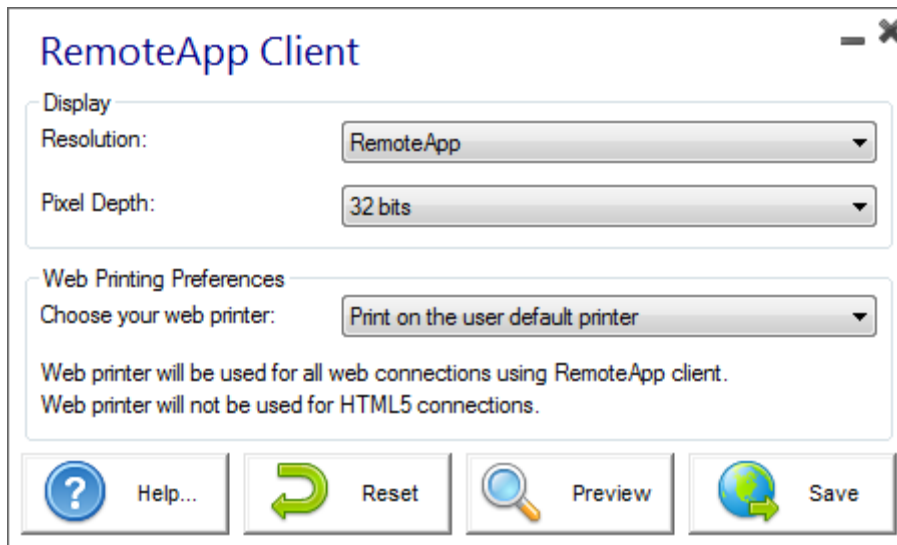 RemoteApp Client
Display
Resolution:
RemoteApp
Pixel Depth:
32 bits
Web Printing Preferences
Choose your web printer:
Print on the user default printer
Web printer will be used for all web connections using RemoteApp client.
Web printer will not be used for HTML5 connections.
Help...
Reset
Preview
Save